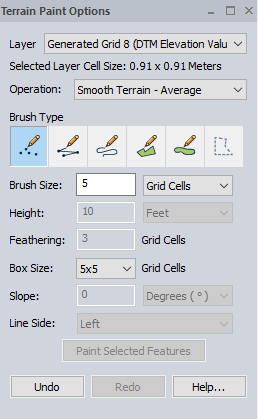 Terrain Paint Options
Layer Generated Grid 8 (DTM Elevation Valu
Selected Layer Cell Size: 0.91 x 0.91 Meters
Operation: Smooth Terrain - Average
Brush Type
Brush Size: 5 Grid Cells
Height: 10 Feet
Feathering: 3 Grid Cells
Box Size: 5x5 Grid Cells
Slope: 0 Degrees ( ° )
Line Side: Left
Paint Selected Features
Undo Redo Help...